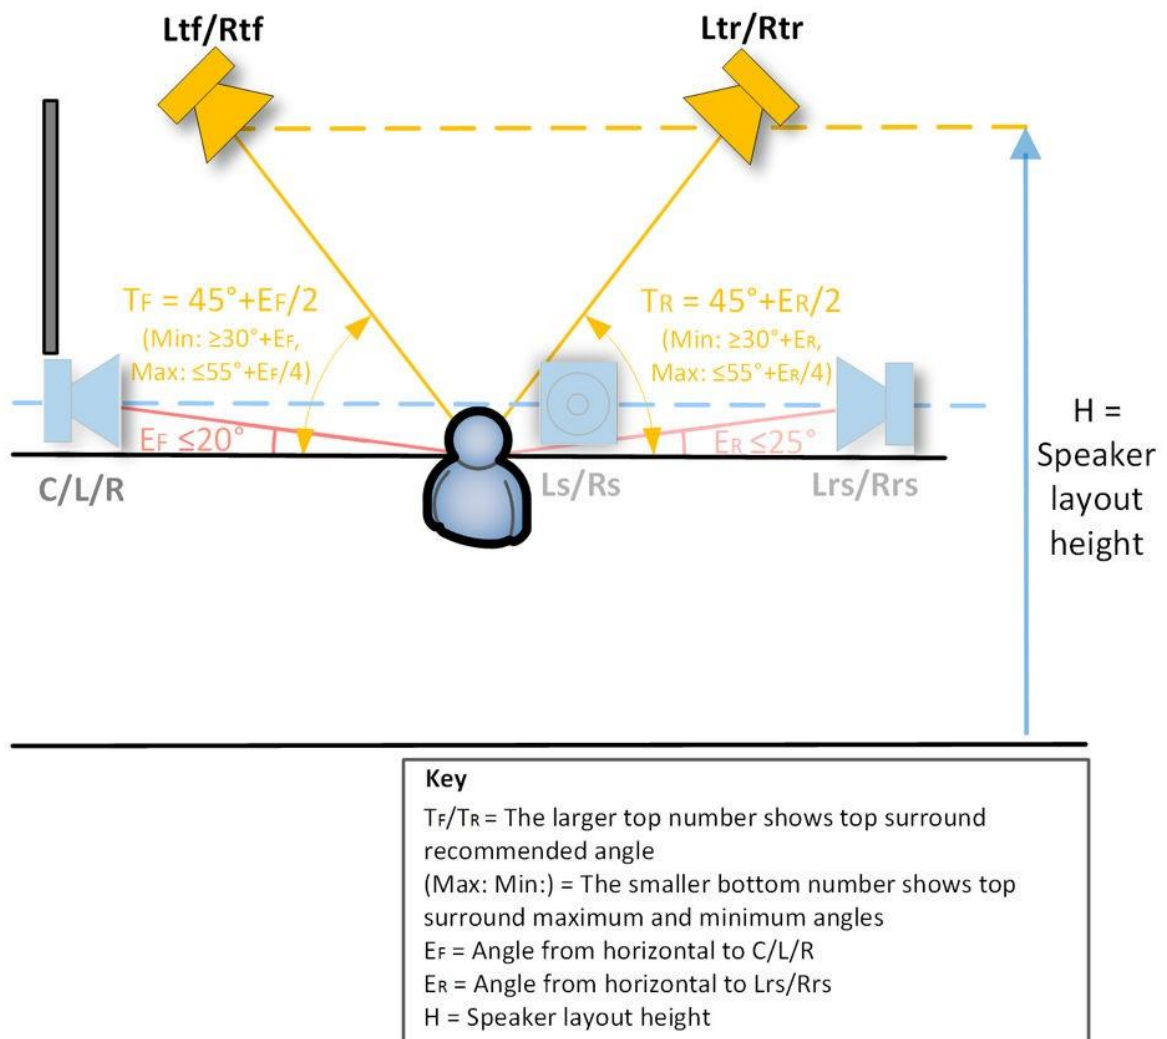 Ltf/Rtf
Ltr/Rtr
TF = 45°+EF/2
(Min: ≥30°+EF,
Max: ≤55°+EF/4)
TR = 45°+ER/2
(Min: ≥30°+ER,
Max: ≤55°+ER/4)
EF ≤20°
ER ≤25°
C/L/R
Ls/Rs
Lrs/Rrs
H =
Speaker
layout
height
Key
TF/TR = The larger top number shows top surround
recommended angle
(Max: Min:) = The smaller bottom number shows top
surround maximum and minimum angles
EF = Angle from horizontal to C/L/R
ER = Angle from horizontal to Lrs/Rrs
H = Speaker layout height